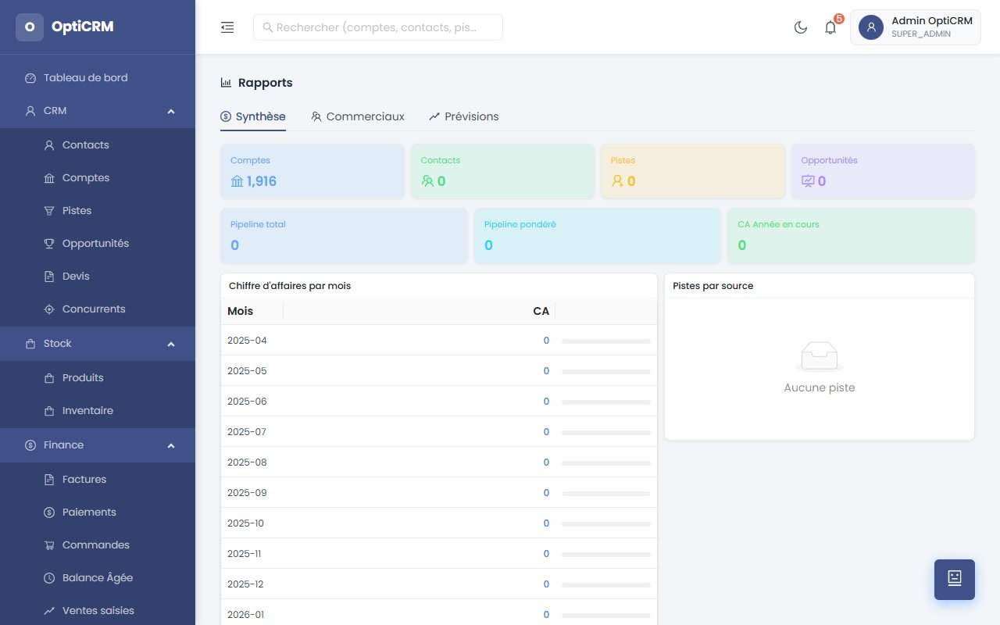 O OptiCRM
Rechercher (comptes, contacts, pis...
5
Admin OptiCRM
SUPER_ADMIN
Tableau de bord
CRM
Contacts
Comptes
Pistes
Opportunités
Devis
Concurrents
Stock
Produits
Inventaire
Finance
Factures
Paiements
Commandes
Balance Âgée
Ventes saisies
Rapports
Synthèse Commerciaux Prévisions
Comptes
1,916
Contacts
0
Pistes
0
Opportunités
0
Pipeline total
0
Pipeline pondéré
0
CA Année en cours
0
Chiffre d'affaires par mois
Mois CA
2025-04 0
2025-05 0
2025-06 0
2025-07 0
2025-08 0
2025-09 0
2025-10 0
2025-11 0
2025-12 0
2026-01 0
Pistes par source
Aucune piste